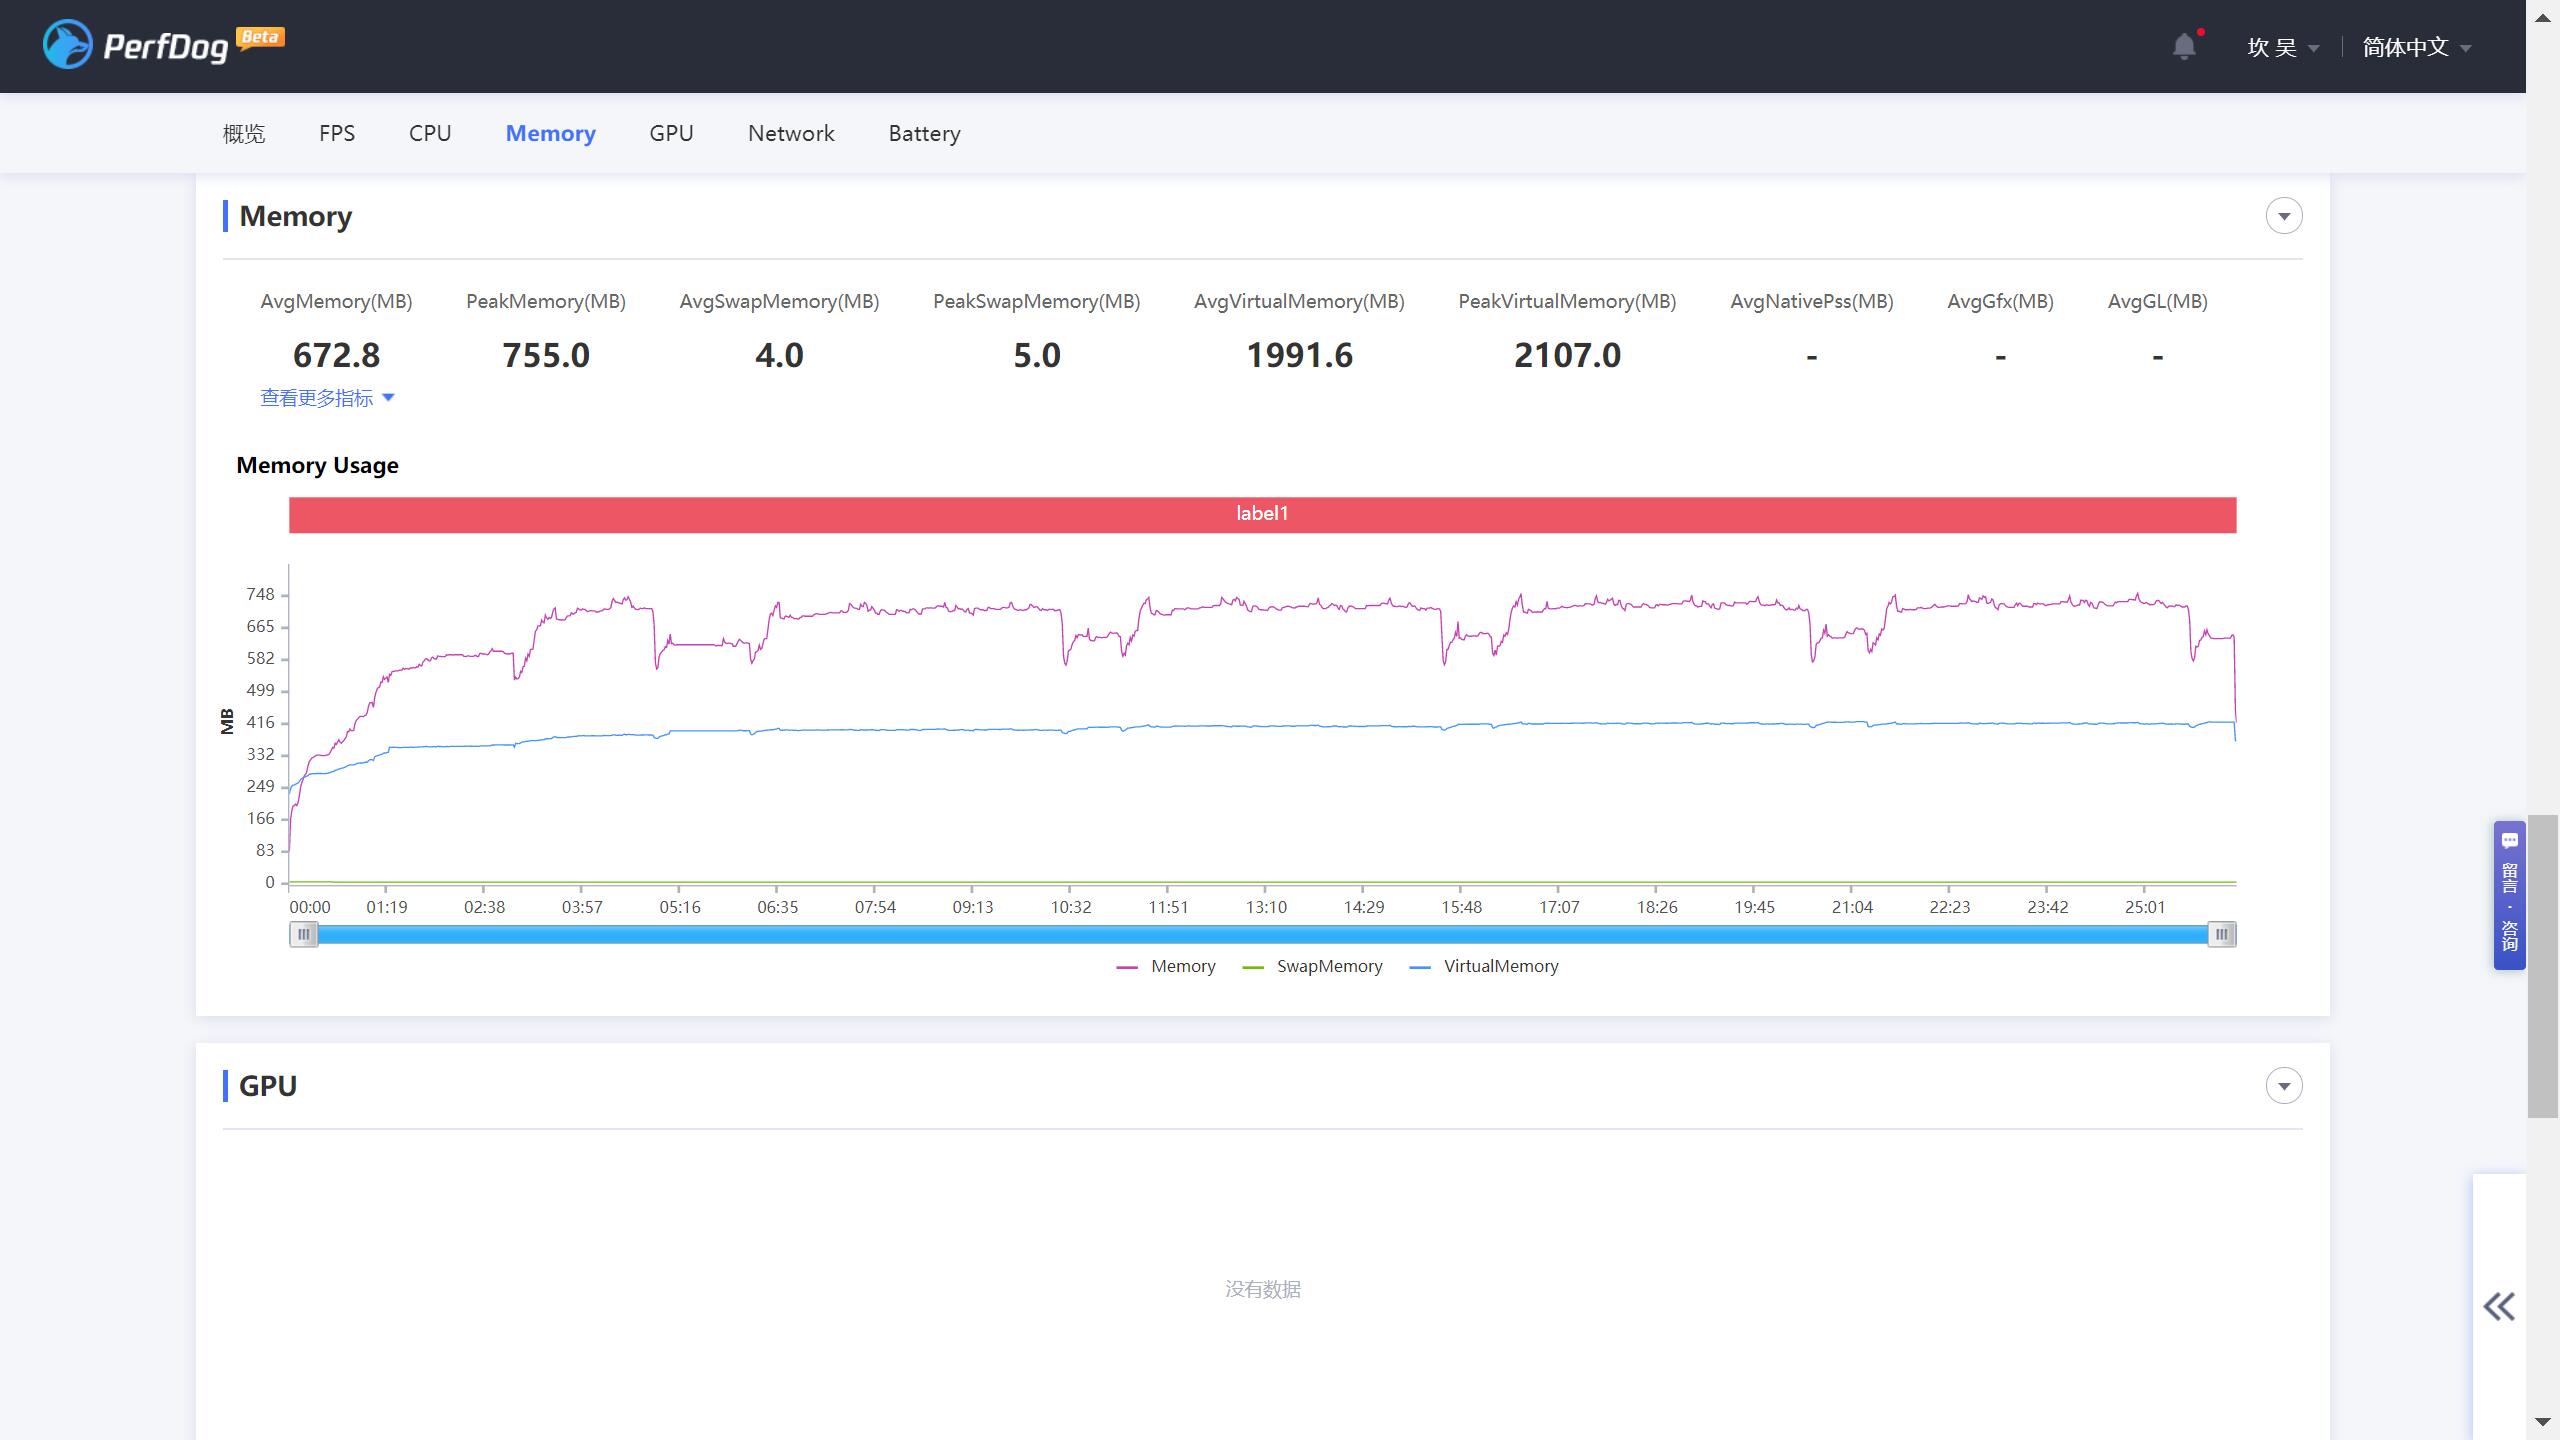 PerfDog Beta
坎 吴 简体中文
概览 FPS CPU Memory GPU Network Battery
Memory
AvgMemory(MB) PeakMemory(MB) AvgSwapMemory(MB) PeakSwapMemory(MB) AvgVirtualMemory(MB) PeakVirtualMemory(MB) AvgNativePss(MB) AvgGfx(MB) AvgGL(MB)
672.8 755.0 4.0 5.0 1991.6 2107.0 - - -
查看更多指标
Memory Usage
label1
MB
748
665
582
499
416
332
249
166
83
0
00:00 01:19 02:38 03:57 05:16 06:35 07:54 09:13 10:32 11:51 13:10 14:29 15:48 17:07 18:26 19:45 21:04 22:23 23:42 25:01
Memory SwapMemory VirtualMemory
留言·咨询
GPU
没有数据